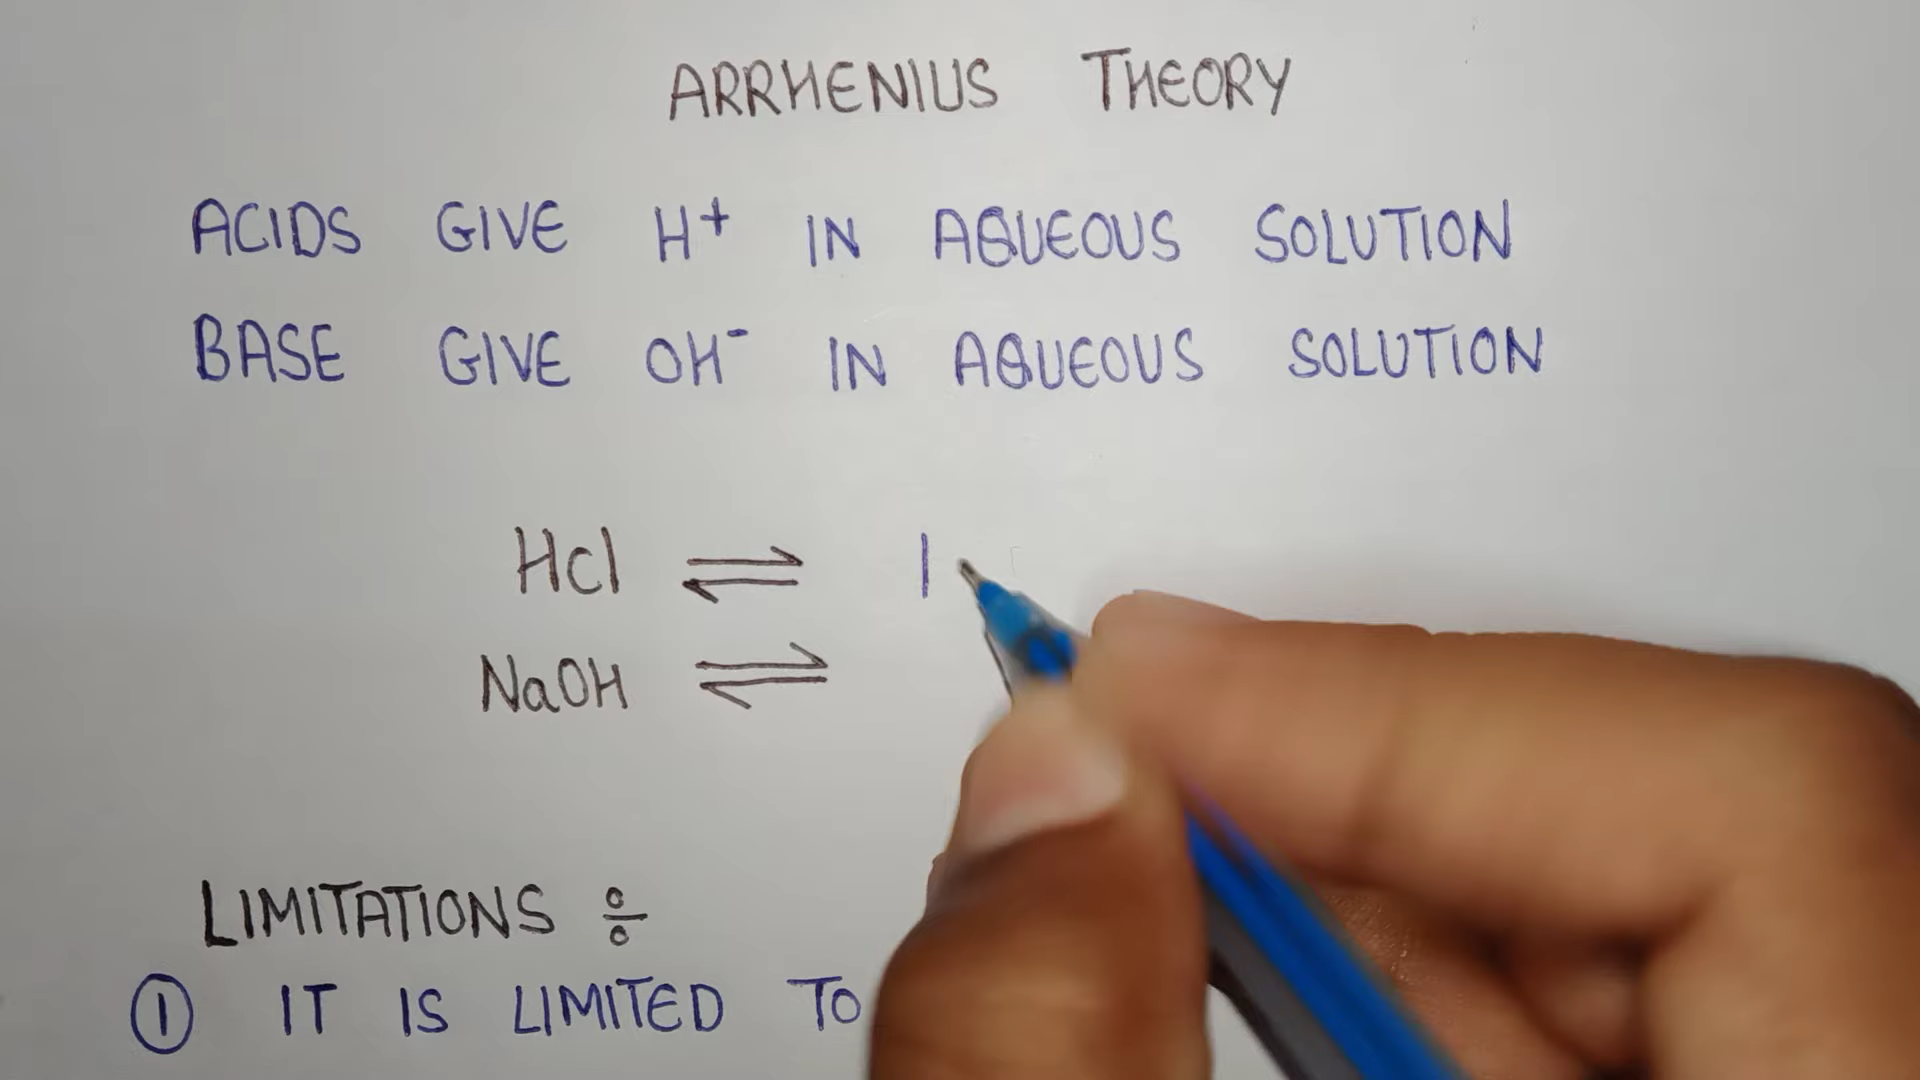 ARRHENIUS THEORY
ACIDS GIVE H⁺ IN AQUEOUS SOLUTION
BASE GIVE OH⁻ IN AQUEOUS SOLUTION
Hcl ⇌
NaOH ⇌
LIMITATIONS ÷
① IT IS LIMITED TO